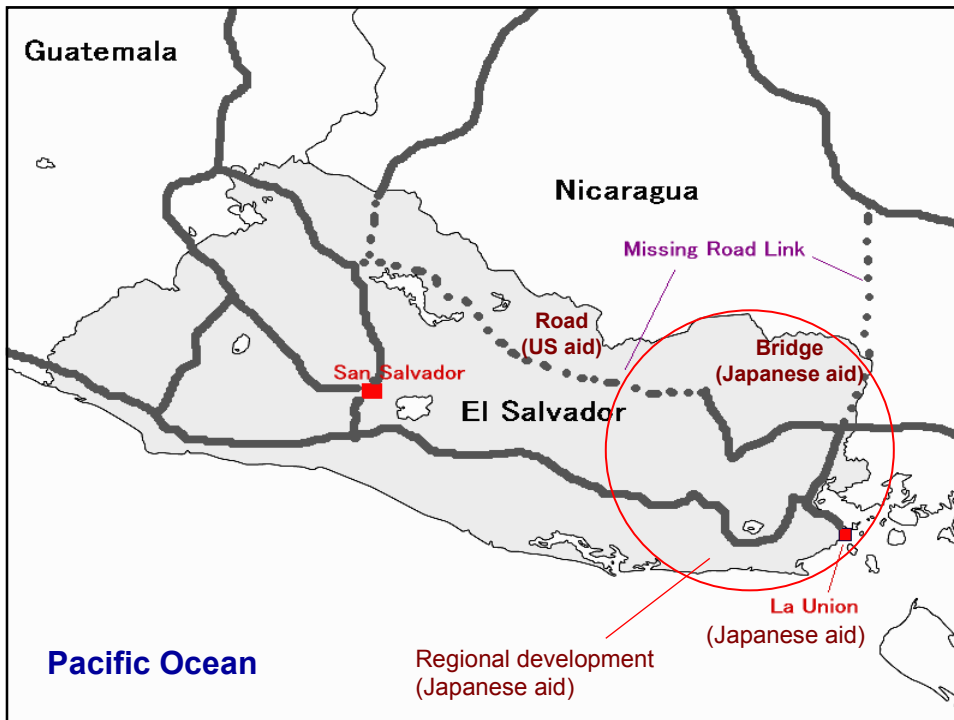 Guatemala
Nicaragua
Missing Road Link
Road
(US aid)
Bridge
(Japanese aid)
San Salvador
El Salvador
La Union
(Japanese aid)
Regional development
(Japanese aid)
Pacific Ocean